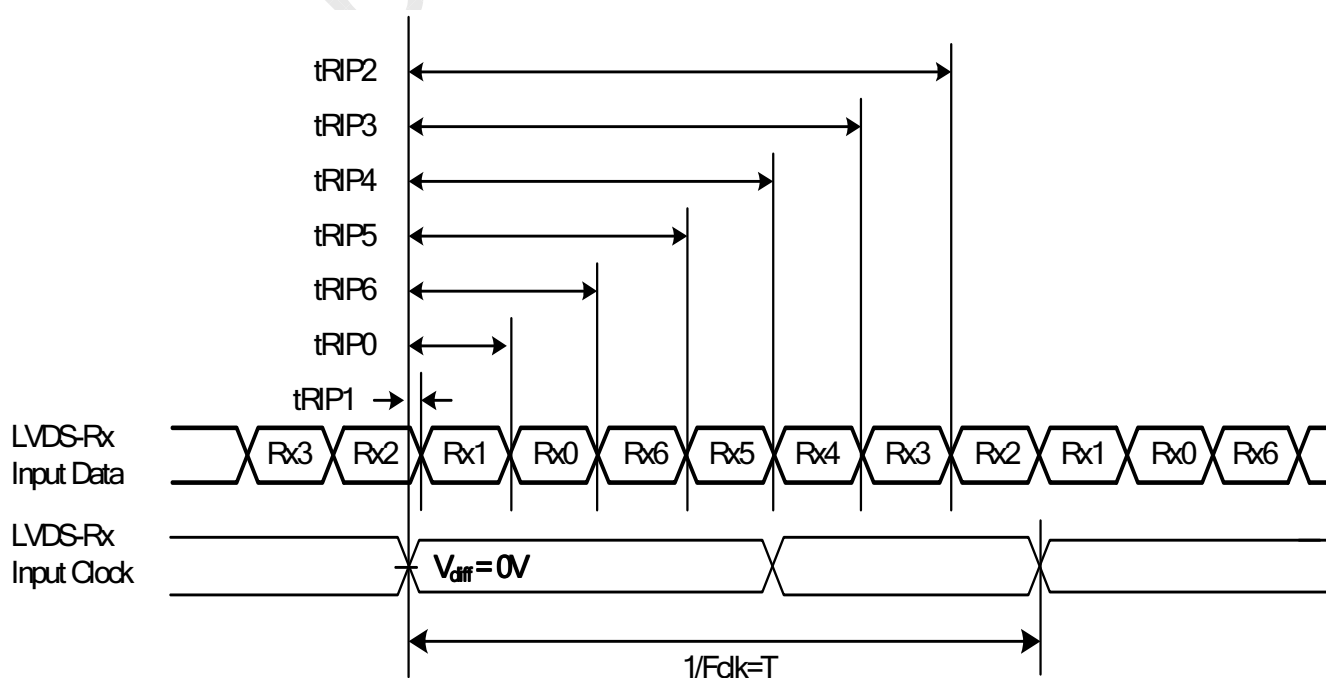 tRIP2
tRIP3
tRIP4
tRIP5
tRIP6
tRIP0
tRIP1
LVDS-Rx
Input Data
Rx3 Rx2 Rx1 Rx0 Rx6 Rx5 Rx4 Rx3 Rx2 Rx1 Rx0 Rx6
LVDS-Rx
Input Clock
Vdiff = 0V
1/Fclk=T